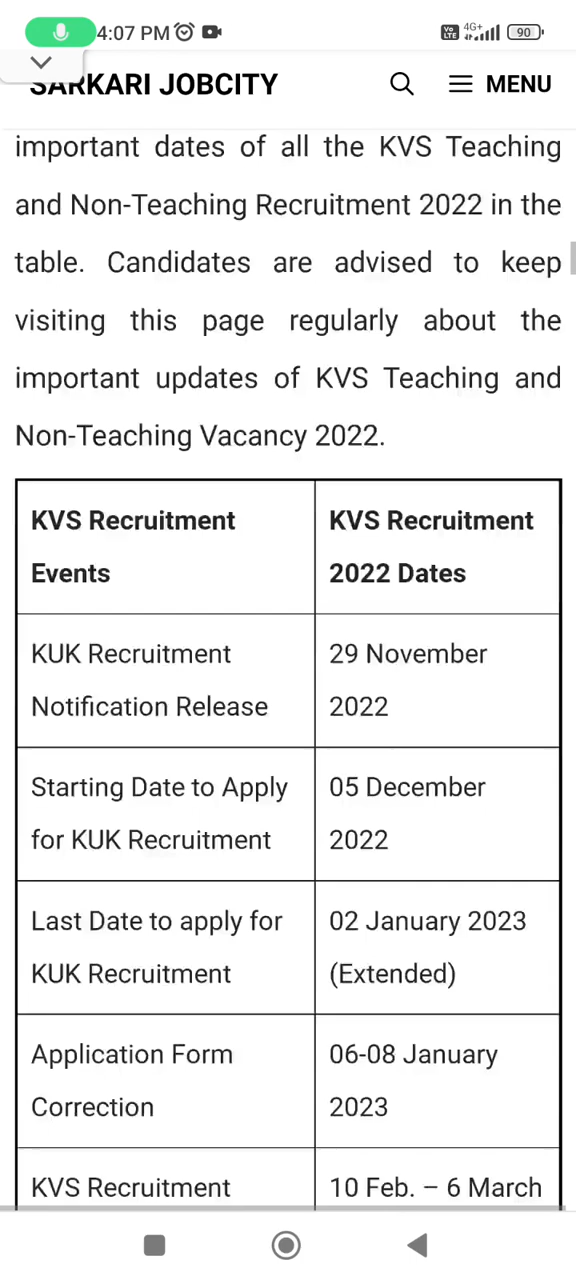 4:07 PM
Vo LTE 4G+ 90
SARKARI JOBCITY
MENU
important dates of all the KVS Teaching
and Non-Teaching Recruitment 2022 in the
table. Candidates are advised to keep
visiting this page regularly about the
important updates of KVS Teaching and
Non-Teaching Vacancy 2022.
KVS Recruitment
Events
KVS Recruitment
2022 Dates
KUK Recruitment
Notification Release
29 November
2022
Starting Date to Apply
for KUK Recruitment
05 December
2022
Last Date to apply for
KUK Recruitment
02 January 2023
(Extended)
Application Form
Correction
06-08 January
2023
KVS Recruitment
10 Feb. – 6 March